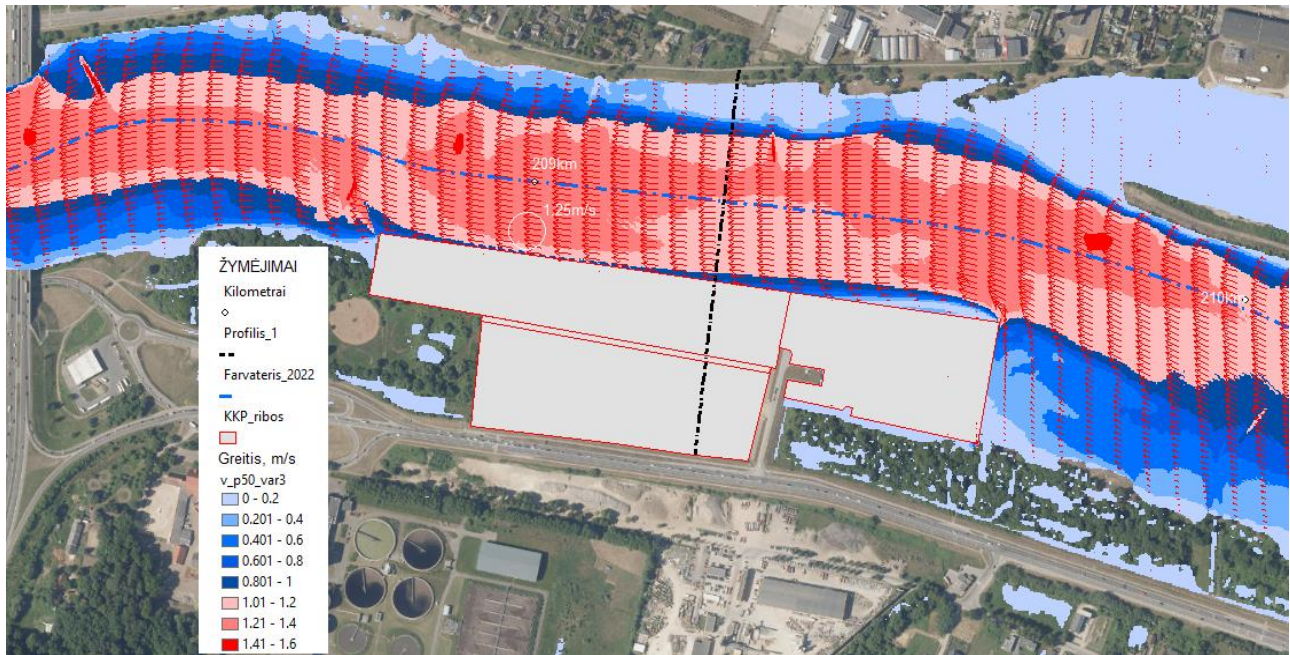 209km
1.25m/s
210km
ŽYMĖJIMAI
Kilometrai
Profilis_1
Farvateris_2022
KKP_ribos
Greitis, m/s
v_p50_var3
0 - 0.2
0.201 - 0.4
0.401 - 0.6
0.601 - 0.8
0.801 - 1
1.01 - 1.2
1.21 - 1.4
1.41 - 1.6